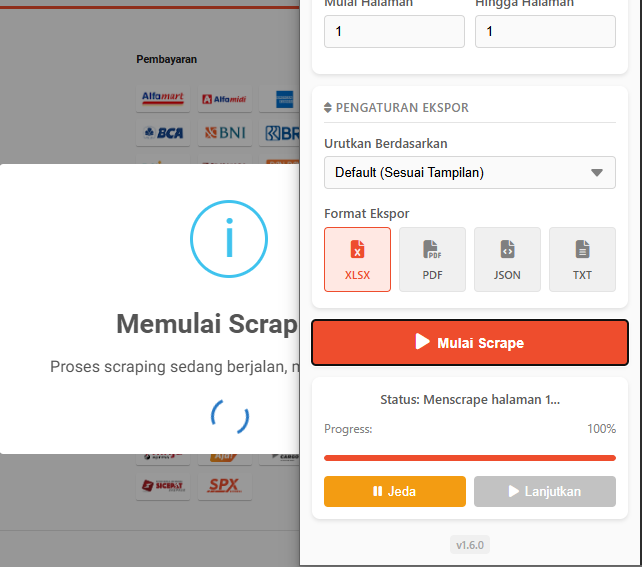 Mulai Halaman
Hingga Halaman
1
1
Pembayaran
Alfamart
Alfamidi
BCA
BNI
BR
PENGATURAN EKSPOR
Urutkan Berdasarkan
Default (Sesuai Tampilan)
Format Ekspor
XLSX
PDF
JSON
TXT
Memulai Scrap
Proses scraping sedang berjalan, m
Mulai Scrape
Status: Menscrape halaman 1...
Progress:
100%
Jeda
Lanjutkan
SICEPAT
SPX
v1.6.0